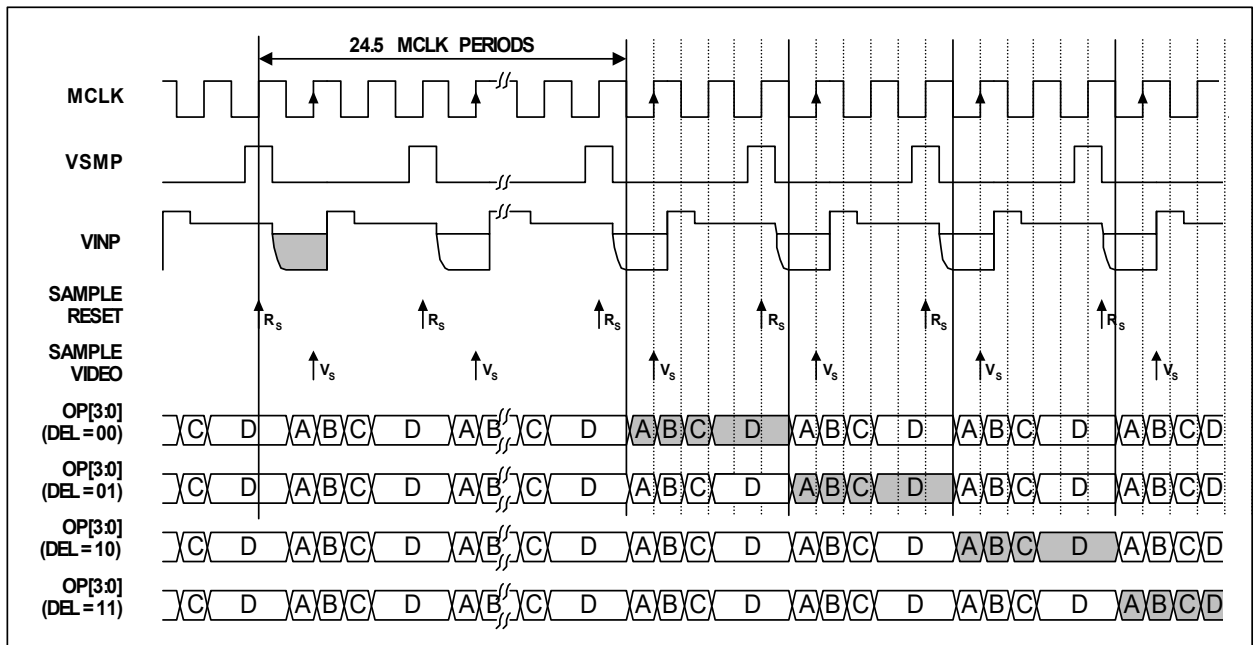 24.5 MCLK PERIODS
MCLK
VSMP
VINP
SAMPLE
RESET
R_S R_S R_S R_S R_S R_S
SAMPLE
VIDEO
V_S V_S V_S V_S V_S V_S
OP[3:0]
(DEL = 00)
C D A B C D A B C D A B C D A B C D A B C D A B C D
OP[3:0]
(DEL = 01)
C D A B C D A B C D A B C D A B C D A B C D A B C D
OP[3:0]
(DEL = 10)
C D A B C D A B C D A B C D A B C D A B C D A B C D
OP[3:0]
(DEL = 11)
C D A B C D A B C D A B C D A B C D A B C D A B C D